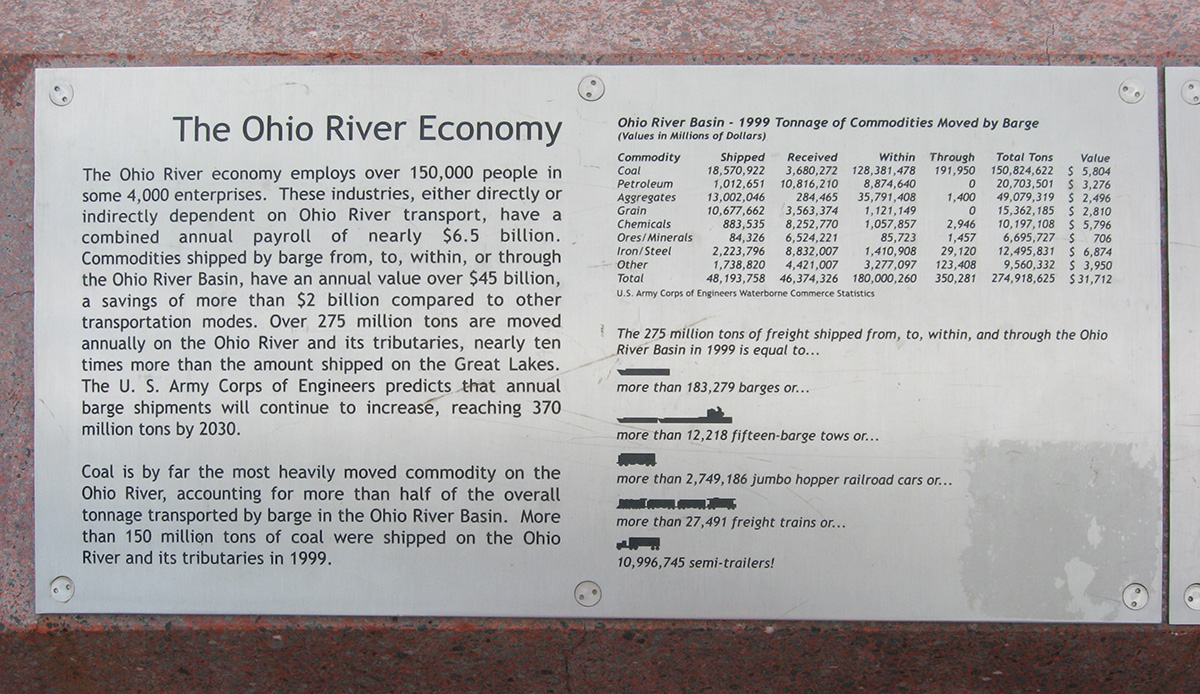 The Ohio River Economy
The Ohio River economy employs over 150,000 people in
some 4,000 enterprises. These industries, either directly or
indirectly dependent on Ohio River transport, have a
combined annual payroll of nearly $6.5 billion.
Commodities shipped by barge from, to, within, or through
the Ohio River Basin, have an annual value over $45 billion,
a savings of more than $2 billion compared to other
transportation modes. Over 275 million tons are moved
annually on the Ohio River and its tributaries, nearly ten
times more than the amount shipped on the Great Lakes.
The U. S. Army Corps of Engineers predicts that annual
barge shipments will continue to increase, reaching 370
million tons by 2030.
Coal is by far the most heavily moved commodity on the
Ohio River, accounting for more than half of the overall
tonnage transported by barge in the Ohio River Basin. More
than 150 million tons of coal were shipped on the Ohio
River and its tributaries in 1999.
Ohio River Basin - 1999 Tonnage of Commodities Moved by Barge
(Values in Millions of Dollars)
Commodity Shipped Received Within Through Total Tons Value
Coal 18,570,922 3,680,272 128,381,478 191,950 150,824,622 $ 5,804
Petroleum 1,012,651 10,816,210 8,874,640 0 20,703,501 $ 3,276
Aggregates 13,002,046 284,465 35,791,408 1,400 49,079,319 $ 2,496
Grain 10,677,662 3,563,374 1,121,149 0 15,362,185 $ 2,810
Chemicals 883,535 8,252,770 1,057,857 2,946 10,197,108 $ 5,796
Ores/Minerals 84,326 6,524,221 85,723 1,457 6,695,727 $ 706
Iron/Steel 2,223,796 8,832,007 1,410,908 29,120 12,495,831 $ 6,874
Other 1,738,820 4,421,007 3,277,097 123,408 9,560,332 $ 3,950
Total 48,193,758 46,374,326 180,000,260 350,281 274,918,625 $ 31,712
U.S. Army Corps of Engineers Waterborne Commerce Statistics
The 275 million tons of freight shipped from, to, within, and through the Ohio
River Basin in 1999 is equal to...
more than 183,279 barges or...
more than 12,218 fifteen-barge tows or...
more than 2,749,186 jumbo hopper railroad cars or...
more than 27,491 freight trains or...
10,996,745 semi-trailers!